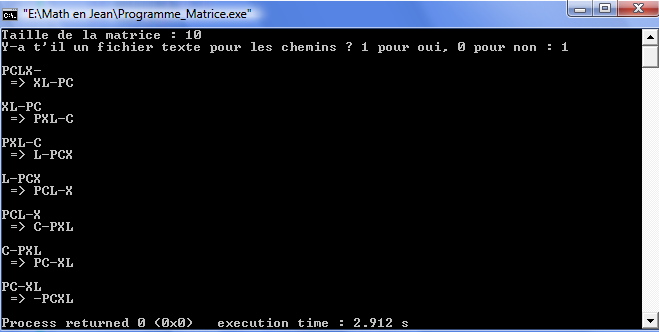 "E:\Math en Jean\Programme_Matrice.exe"
Taille de la matrice : 10
Y-a t'il un fichier texte pour les chemins ? 1 pour oui, 0 pour non : 1
PCLX-
=> XL-PC
XL-PC
=> PXL-C
PXL-C
=> L-PCX
L-PCX
=> PCL-X
PCL-X
=> C-PXL
C-PXL
=> PC-XL
PC-XL
=> -PCXL
Process returned 0 (0x0)   execution time : 2.912 s